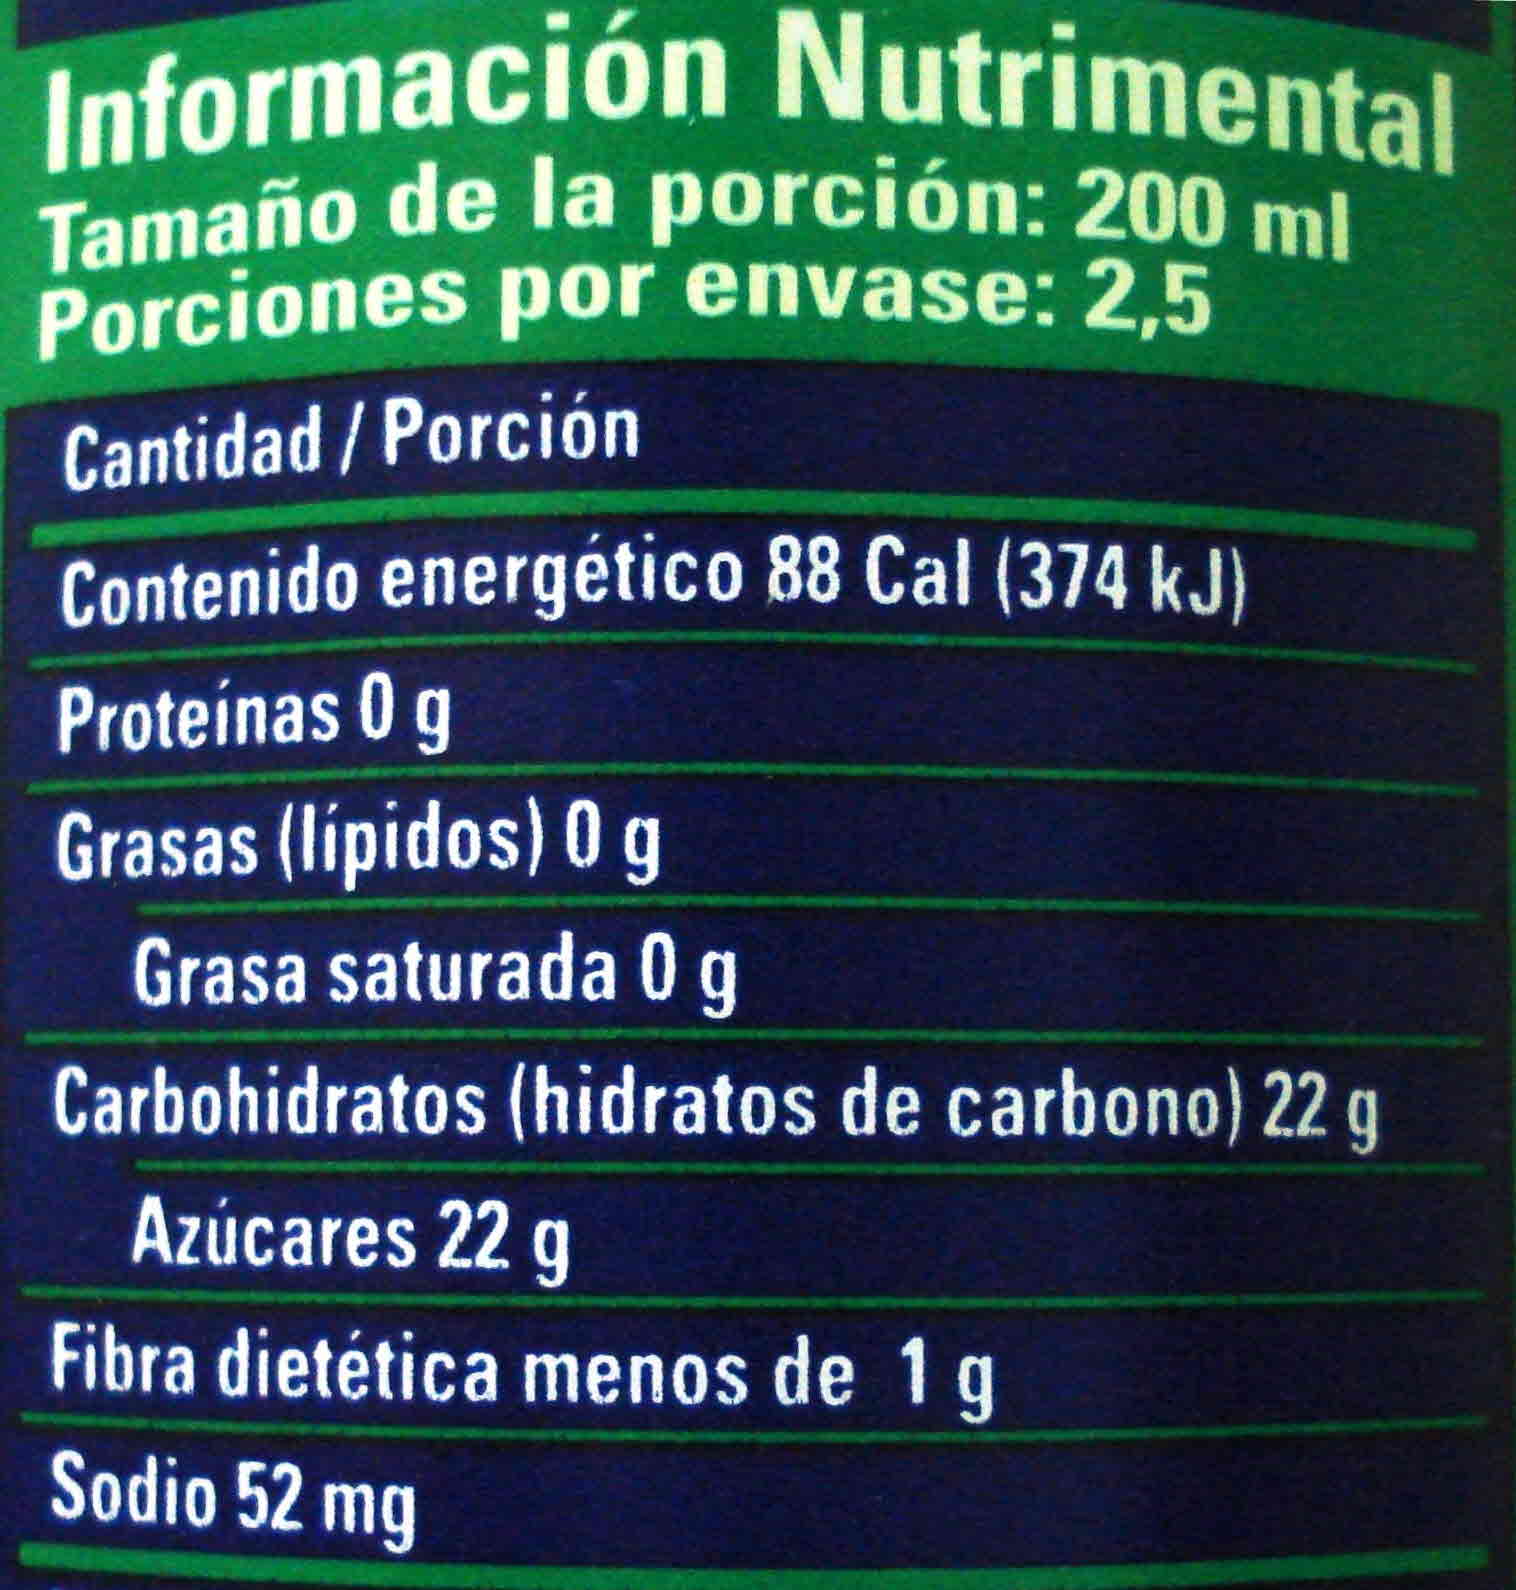 Información Nutrimental
Tamaño de la porción: 200 ml
Porciones por envase: 2,5
Cantidad / Porción
Contenido energético 88 Cal (374 kJ)
Proteínas 0 g
Grasas (lípidos) 0 g
Grasa saturada 0 g
Carbohidratos (hidratos de carbono) 22 g
Azúcares 22 g
Fibra dietética menos de 1 g
Sodio 52 mg